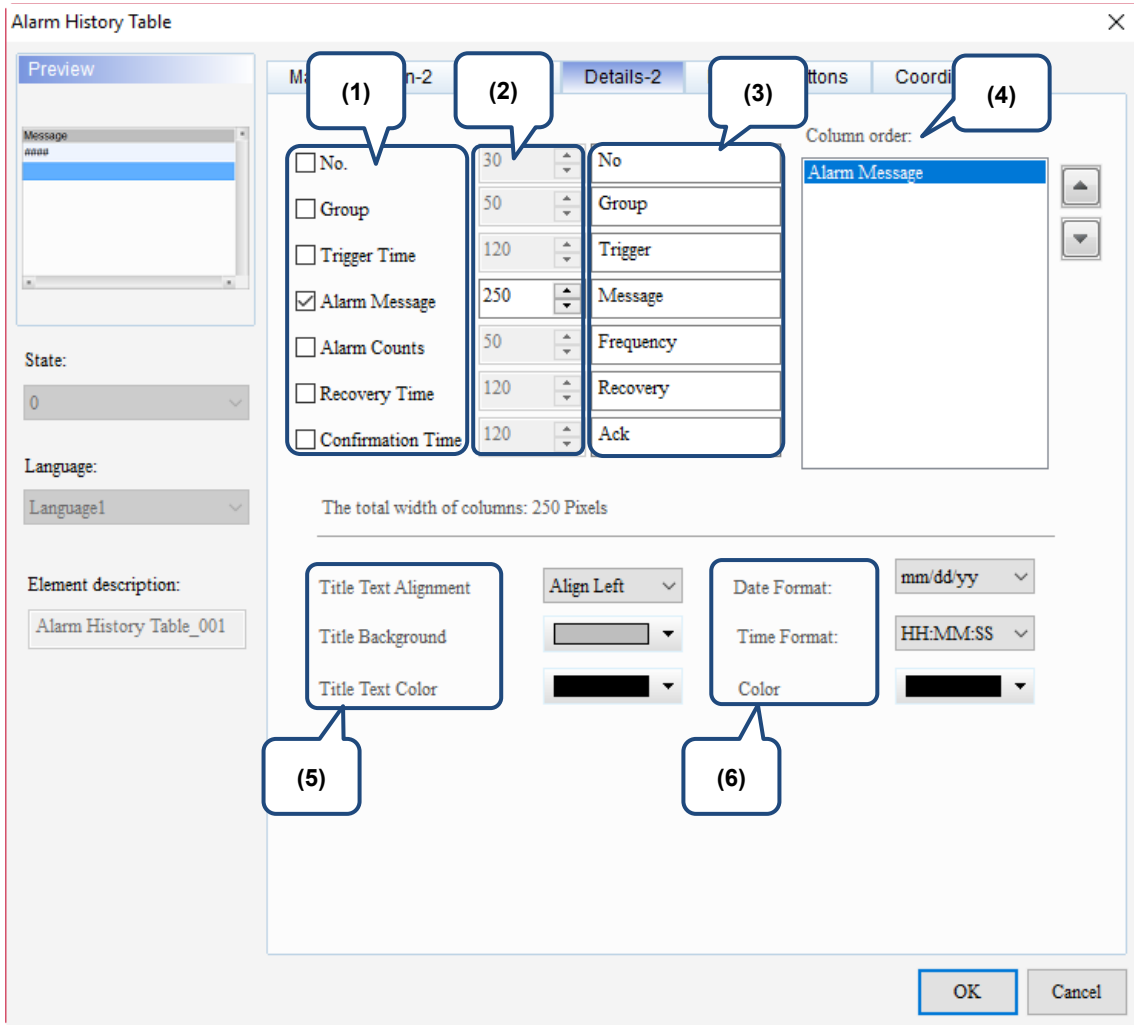 Alarm History Table
Preview
Message
####
State:
0
Language:
Language1
Element description:
Alarm History Table_001
Details-2
(1)
(2)
(3)
(4)
Column order:
No. 30 No
Group 50 Group
Trigger Time 120 Trigger
Alarm Message 250 Message
Alarm Counts 50 Frequency
Recovery Time 120 Recovery
Confirmation Time 120 Ack
Alarm Message
The total width of columns: 250 Pixels
Title Text Alignment Align Left
Title Background
Title Text Color
Date Format: mm/dd/yy
Time Format: HH:MM:SS
Color
(5)
(6)
OK Cancel